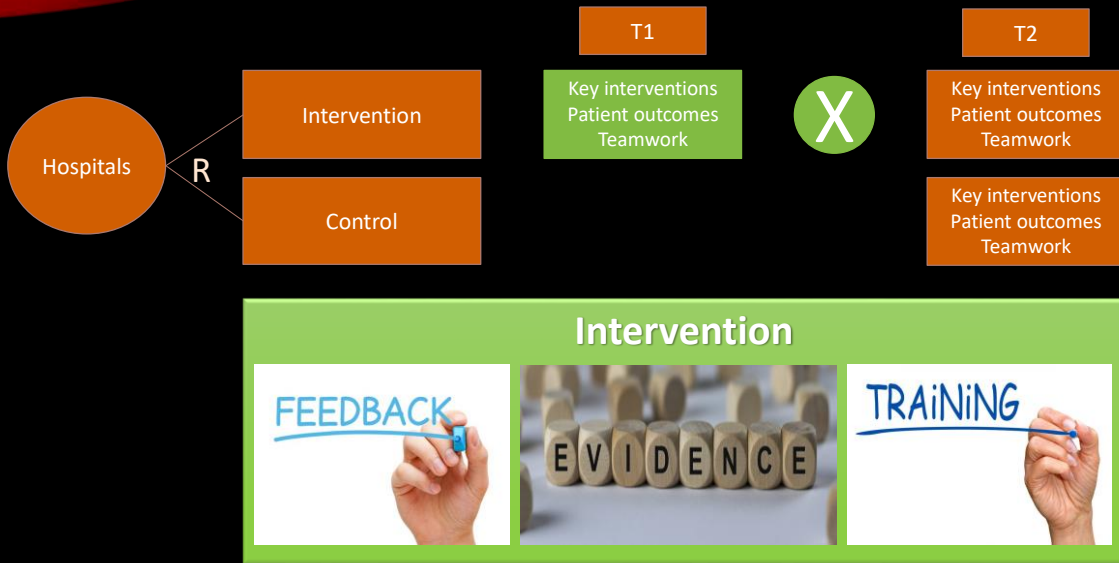 T1
T2
Hospitals
R
Intervention
Key interventions
Patient outcomes
Teamwork
X
Key interventions
Patient outcomes
Teamwork
Control
Key interventions
Patient outcomes
Teamwork
Intervention
FEEDBACK
EVIDENCE
TRAiNiNG